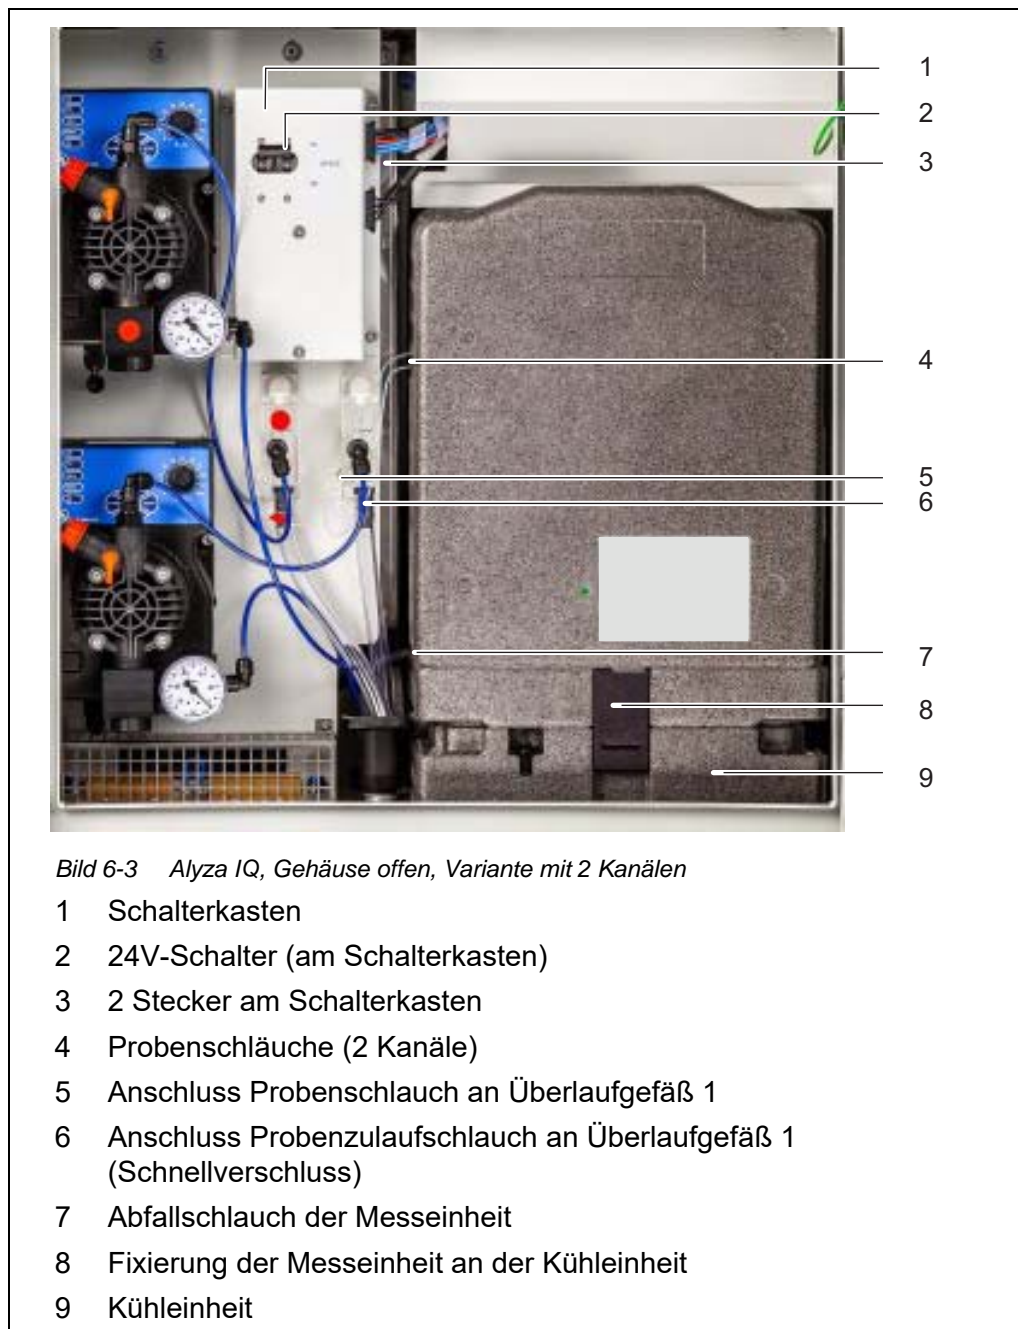 1
2
3
4
5
6
7
8
9
Bild 6-3 Alyza IQ, Gehäuse offen, Variante mit 2 Kanälen
1 Schalterkasten
2 24V-Schalter (am Schalterkasten)
3 2 Stecker am Schalterkasten
4 Probenschläuche (2 Kanäle)
5 Anschluss Probenschlauch an Überlaufgefäß 1
6 Anschluss Probenzulaufschlauch an Überlaufgefäß 1
(Schnellverschluss)
7 Abfallschlauch der Messeinheit
8 Fixierung der Messeinheit an der Kühleinheit
9 Kühleinheit